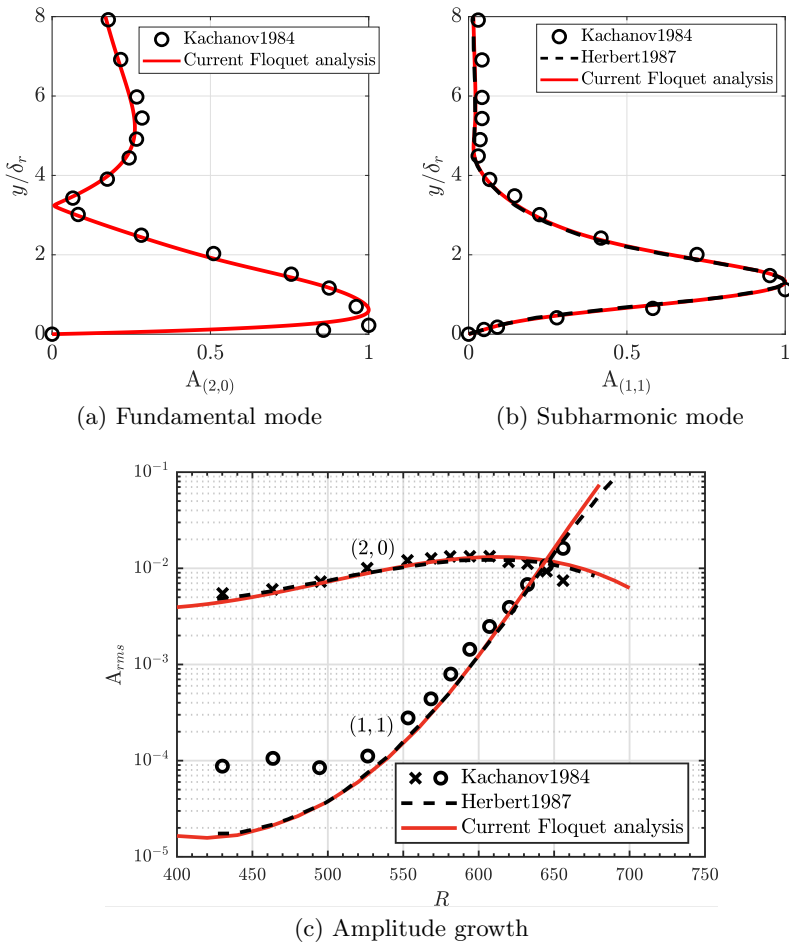 8
6
4
2
0
y/δᵣ
Kachanov1984
Current Floquet analysis
0
0.5
1
A₍₂,₀₎
(a) Fundamental mode
8
6
4
2
0
y/δᵣ
Kachanov1984
Herbert1987
Current Floquet analysis
0
0.5
1
A₍₁,₁₎
(b) Subharmonic mode
10⁻¹
10⁻²
10⁻³
10⁻⁴
10⁻⁵
Aᵣₘₛ
(2, 0)
(1, 1)
Kachanov1984
Herbert1987
Current Floquet analysis
400 450 500 550 600 650 700 750
R
(c) Amplitude growth